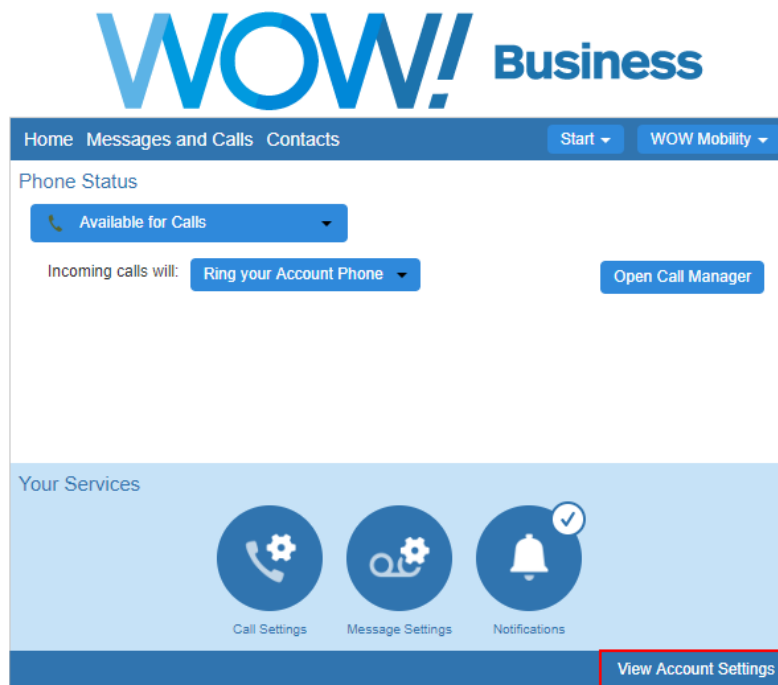 WOW! Business
Home Messages and Calls Contacts Start WOW Mobility
Phone Status
Available for Calls
Incoming calls will: Ring your Account Phone Open Call Manager
Your Services
Call Settings Message Settings Notifications
View Account Settings